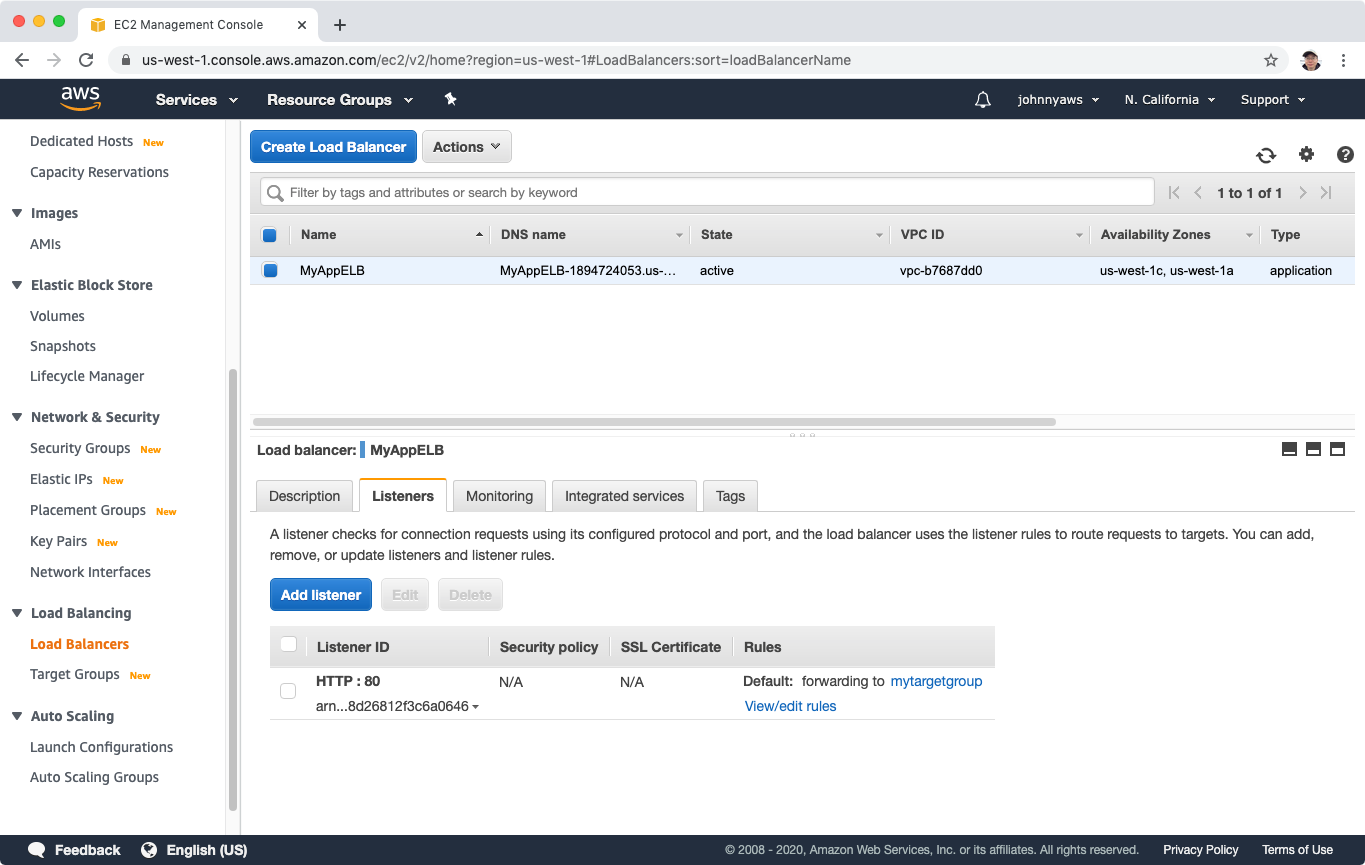 EC2 Management Console
us-west-1.console.aws.amazon.com/ec2/v2/home?region=us-west-1#LoadBalancers:sort=loadBalancerName
aws Services Resource Groups johnnyaws N. California Support
Dedicated Hosts New
Capacity Reservations
Images
AMIs
Elastic Block Store
Volumes
Snapshots
Lifecycle Manager
Network & Security
Security Groups New
Elastic IPs New
Placement Groups New
Key Pairs New
Network Interfaces
Load Balancing
Load Balancers
Target Groups New
Auto Scaling
Launch Configurations
Auto Scaling Groups
Create Load Balancer Actions
Filter by tags and attributes or search by keyword 1 to 1 of 1
Name DNS name State VPC ID Availability Zones Type
MyAppELB MyAppELB-1894724053.us-... active vpc-b7687dd0 us-west-1c, us-west-1a application
Load balancer: MyAppELB
Description Listeners Monitoring Integrated services Tags
A listener checks for connection requests using its configured protocol and port, and the load balancer uses the listener rules to route requests to targets. You can add,
remove, or update listeners and listener rules.
Add listener Edit Delete
Listener ID Security policy SSL Certificate Rules
HTTP : 80 N/A N/A Default: forwarding to mytargetgroup
arn...8d26812f3c6a0646 View/edit rules
Feedback English (US) © 2008 - 2020, Amazon Web Services, Inc. or its affiliates. All rights reserved. Privacy Policy Terms of Use